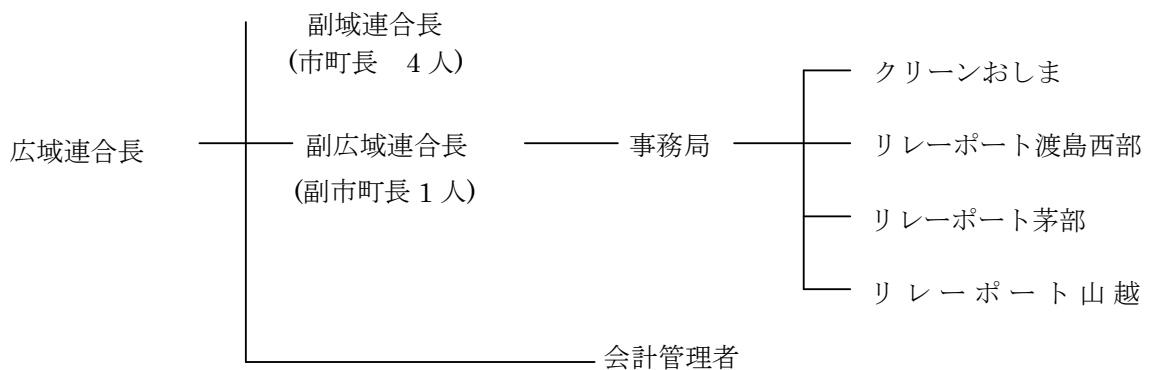 副域連合長
(市町長　4 人)
クリーンおしま
広域連合長
副広域連合長
事務局
リレーポート渡島西部
(副市町長 1 人)
リレーポート茅部
リレーポート山越
会計管理者